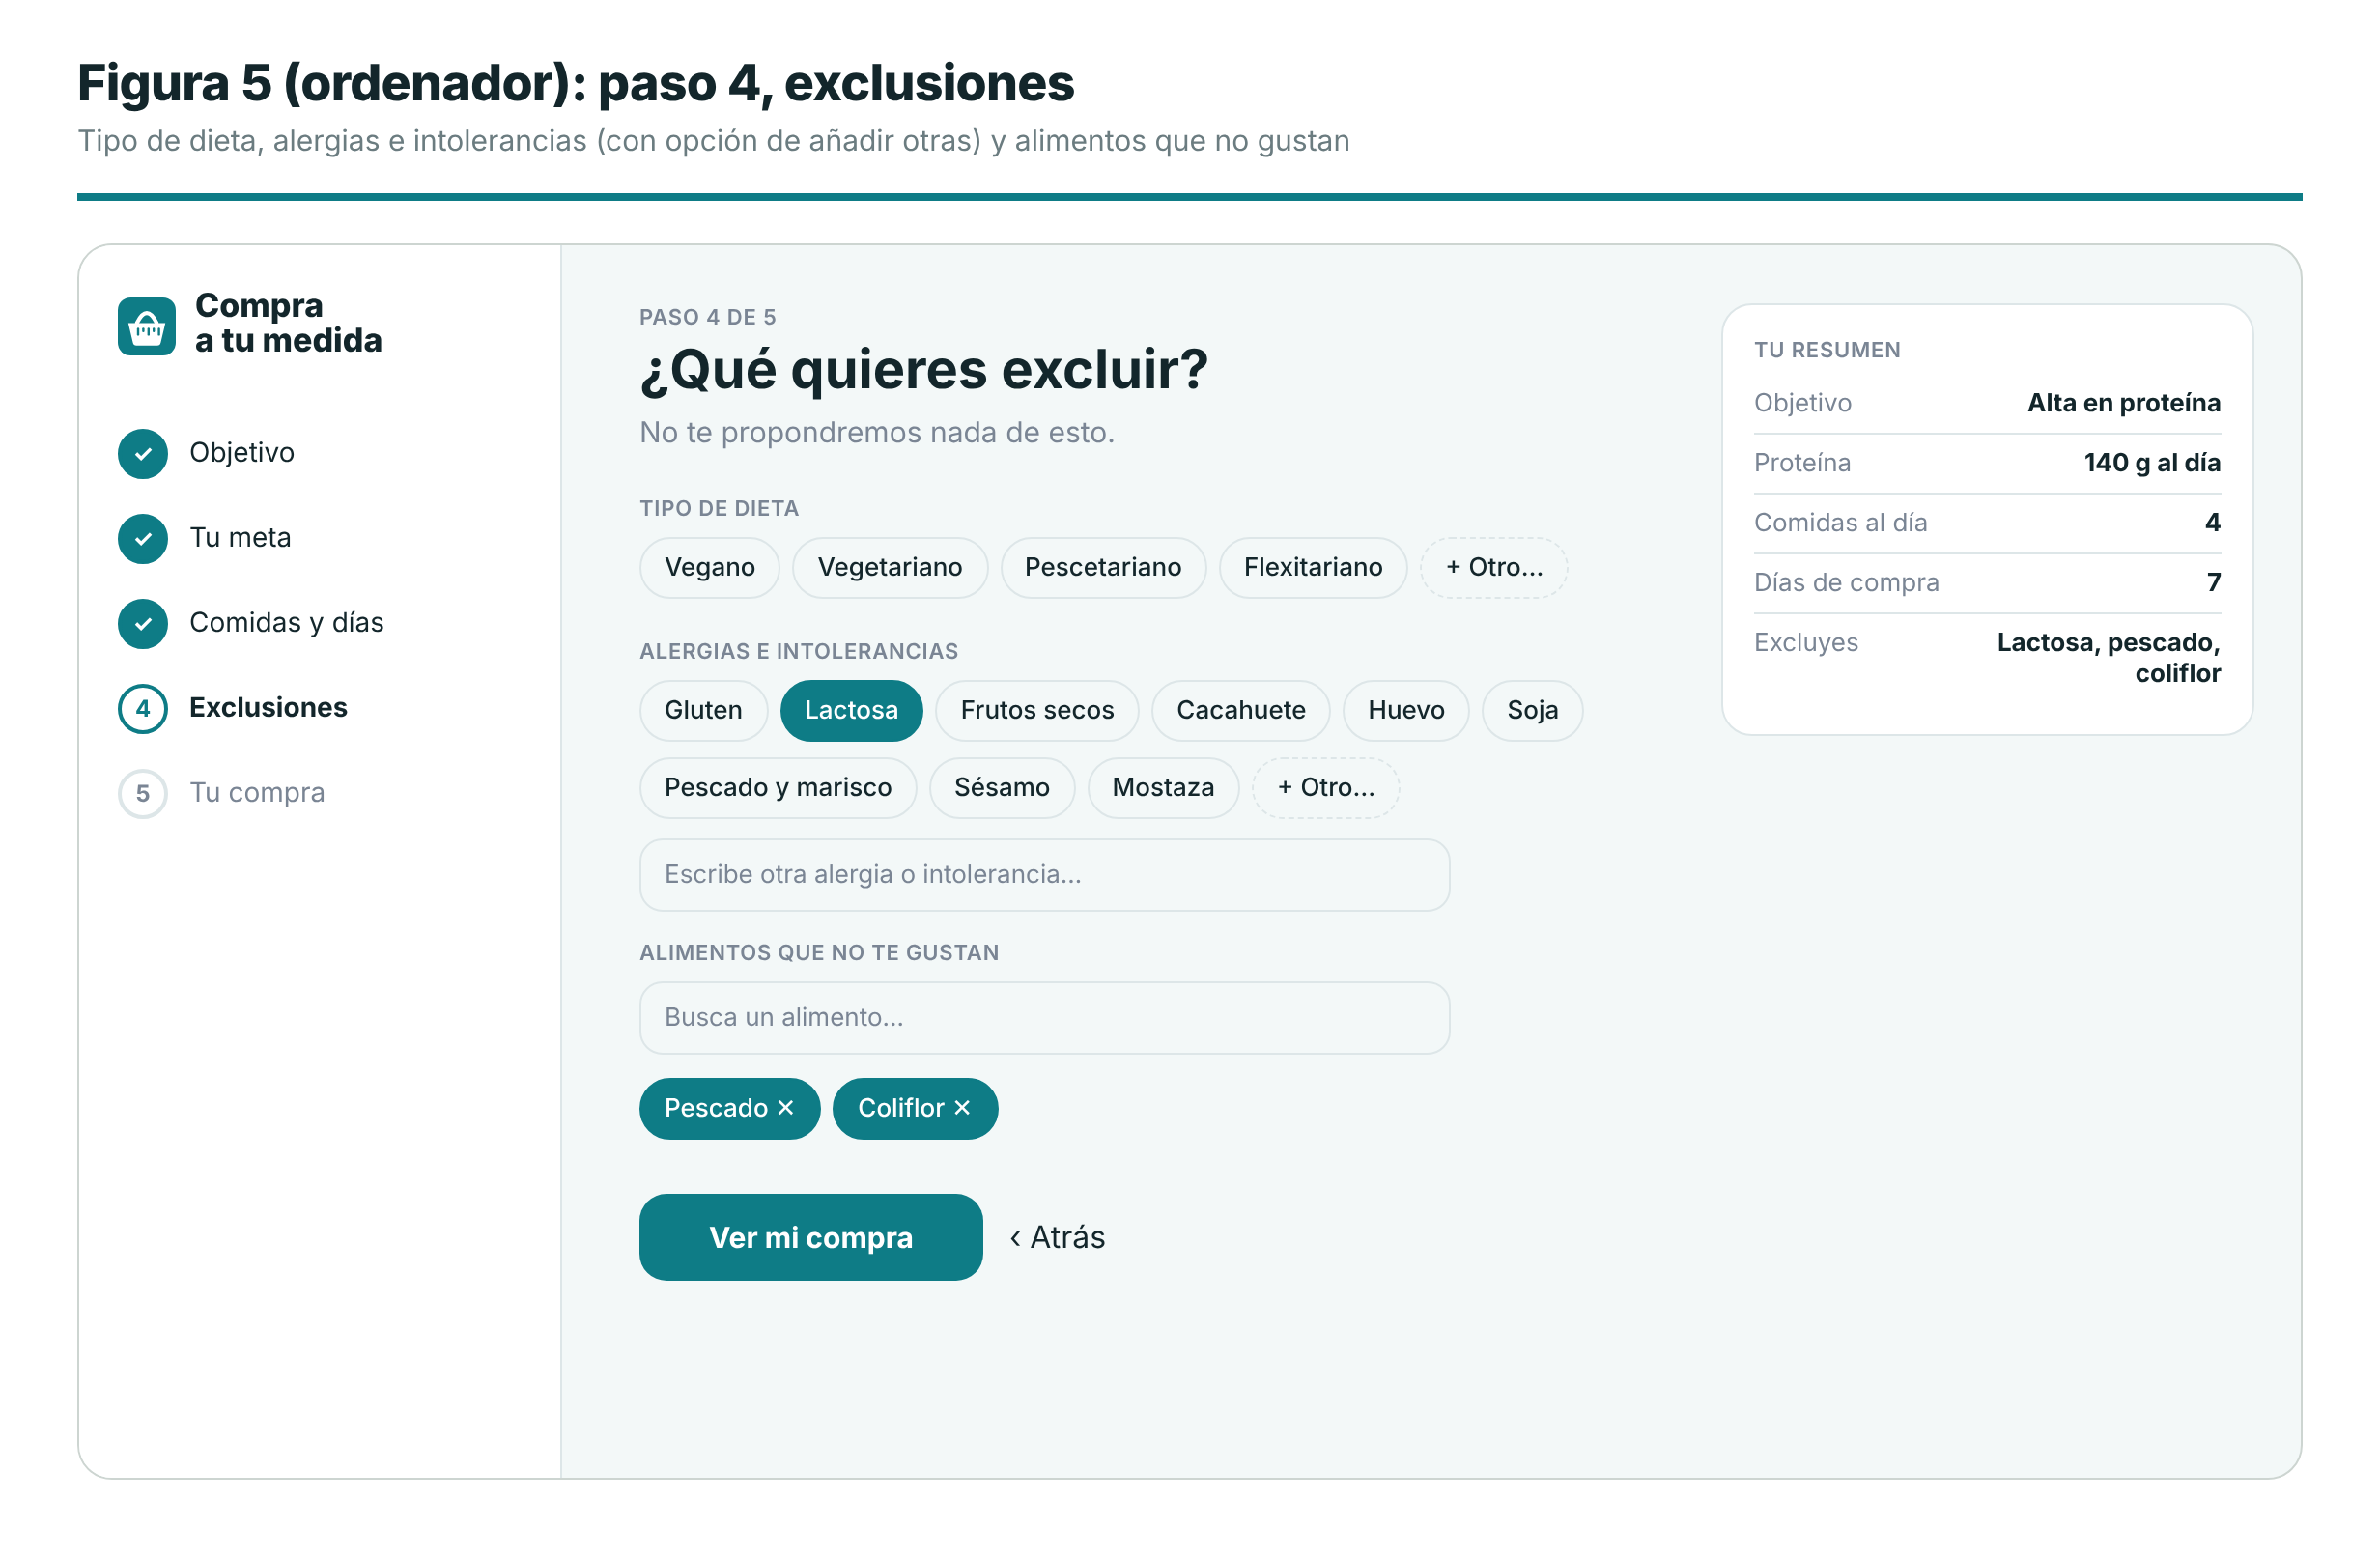 Figura 5 (ordenador): paso 4, exclusiones
Tipo de dieta, alergias e intolerancias (con opción de añadir otras) y alimentos que no gustan
Compra
a tu medida
Objetivo
Tu meta
Comidas y días
4 Exclusiones
5 Tu compra
PASO 4 DE 5
¿Qué quieres excluir?
No te propondremos nada de esto.
TIPO DE DIETA
Vegano Vegetariano Pescetariano Flexitariano + Otro...
ALERGIAS E INTOLERANCIAS
Gluten Lactosa Frutos secos Cacahuete Huevo Soja
Pescado y marisco Sésamo Mostaza + Otro...
Escribe otra alergia o intolerancia...
ALIMENTOS QUE NO TE GUSTAN
Busca un alimento...
Pescado ✕ Coliflor ✕
Ver mi compra ‹ Atrás
TU RESUMEN
Objetivo Alta en proteína
Proteína 140 g al día
Comidas al día 4
Días de compra 7
Excluyes Lactosa, pescado,
coliflor